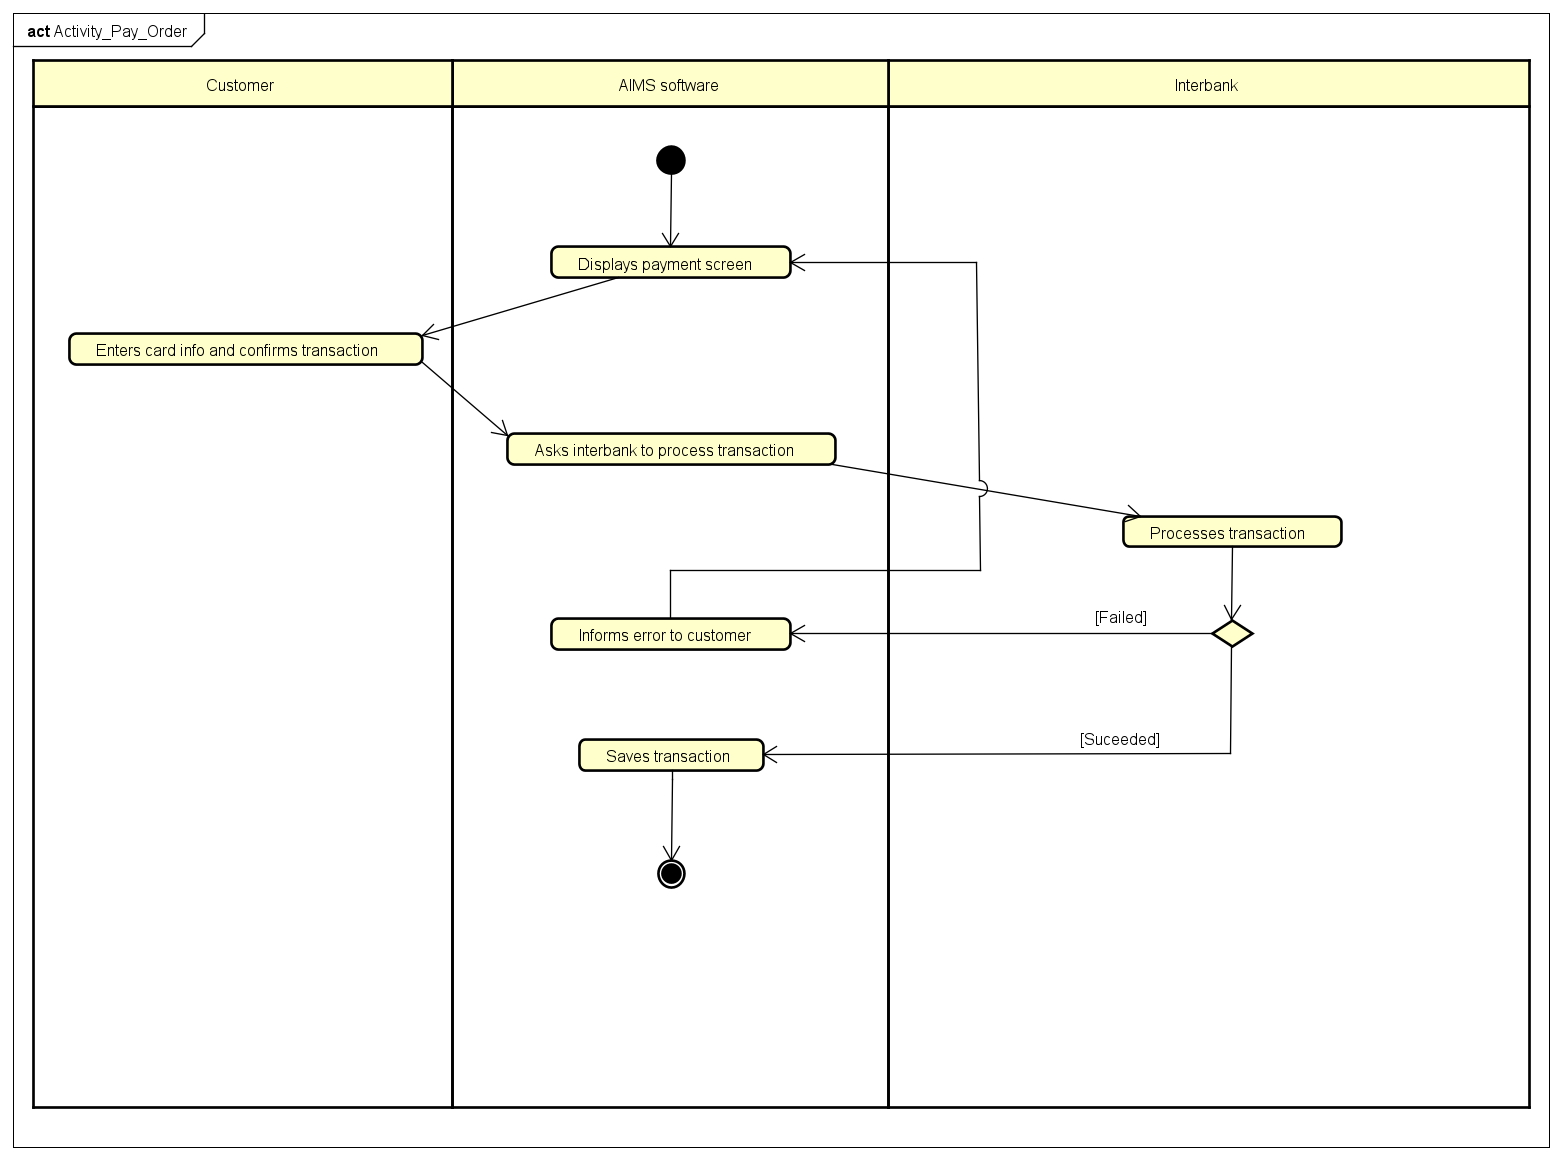 act Activity_Pay_Order
Customer
AIMS software
Interbank
Displays payment screen
Enters card info and confirms transaction
Asks interbank to process transaction
Processes transaction
[Failed]
Informs error to customer
[Suceeded]
Saves transaction